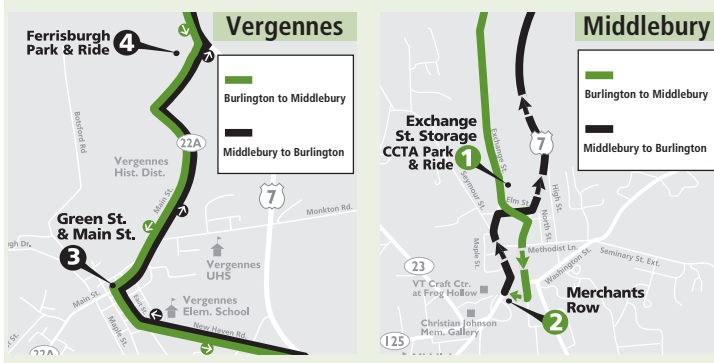 Vergennes
Ferrisburgh
Park & Ride
4
Burlington to Middlebury
Middlebury to Burlington
Botsford Rd
22A
Vergennes
Hist. Dist.
Main St.
7
Monkton Rd.
Green St.
& Main St.
3
Vergennes
UHS
Main St.
East St.
Maple St.
Vergennes
Elem. School
New Haven Rd.
22A
Middlebury
Burlington to Middlebury
Middlebury to Burlington
Exchange
St. Storage
CCTA Park
& Ride
1
Exchange St.
7
Seymour St.
Elm St.
High St.
North St.
Maple St.
Methodist Ln.
Washington St.
Seminary St. Ext.
23
VT Craft Ctr.
at Frog Hollow
Merchants
Row
2
Christian Johnson
Mem. Gallery
125